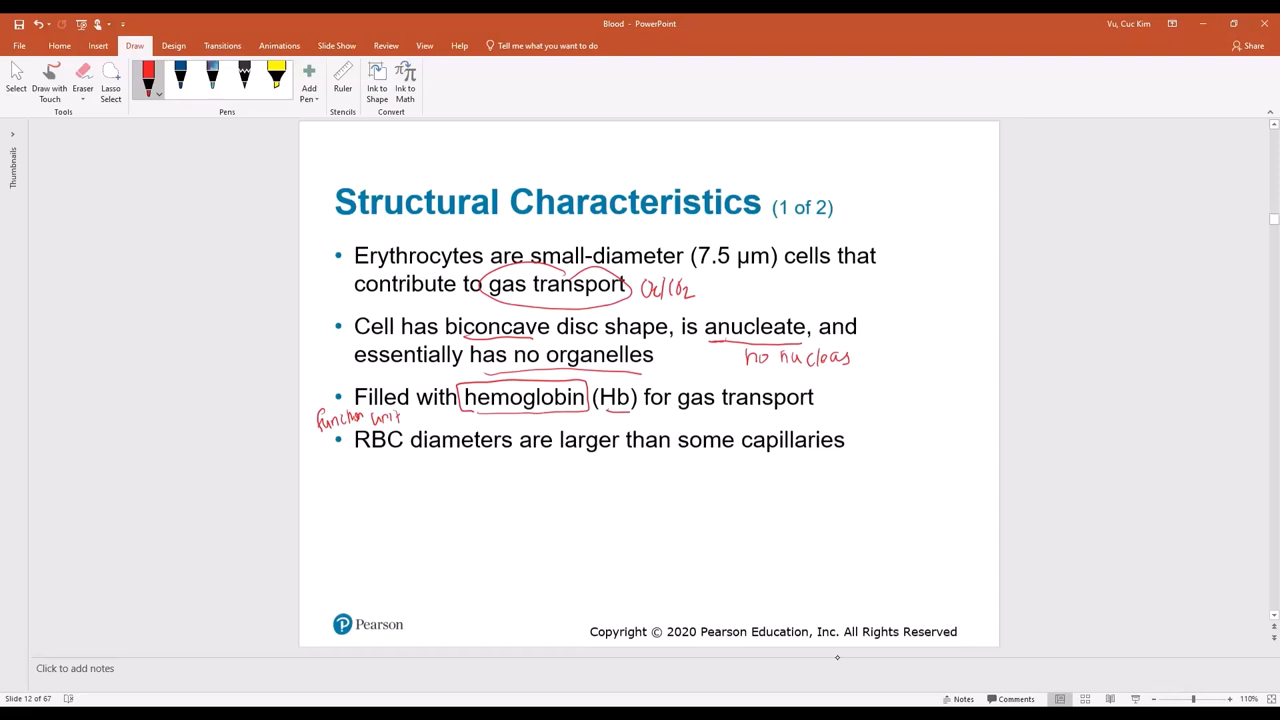 Blood - PowerPoint
Vu, Cuc Kim
File Home Insert Draw Design Transitions Animations Slide Show Review View Help Tell me what you want to do Share
Select Draw with Touch Eraser Lasso Select Add Pen Ruler Ink to Shape Ink to Math
Tools Pens Stencils Convert
Thumbnails
Structural Characteristics (1 of 2)
• Erythrocytes are small-diameter (7.5 µm) cells that
contribute to gas transport
• Cell has biconcave disc shape, is anucleate, and
essentially has no organelles
no nucleas
• Filled with hemoglobin (Hb) for gas transport
function unit
• RBC diameters are larger than some capillaries
Pearson
Copyright © 2020 Pearson Education, Inc. All Rights Reserved
Click to add notes
Slide 12 of 67 Notes Comments 110%